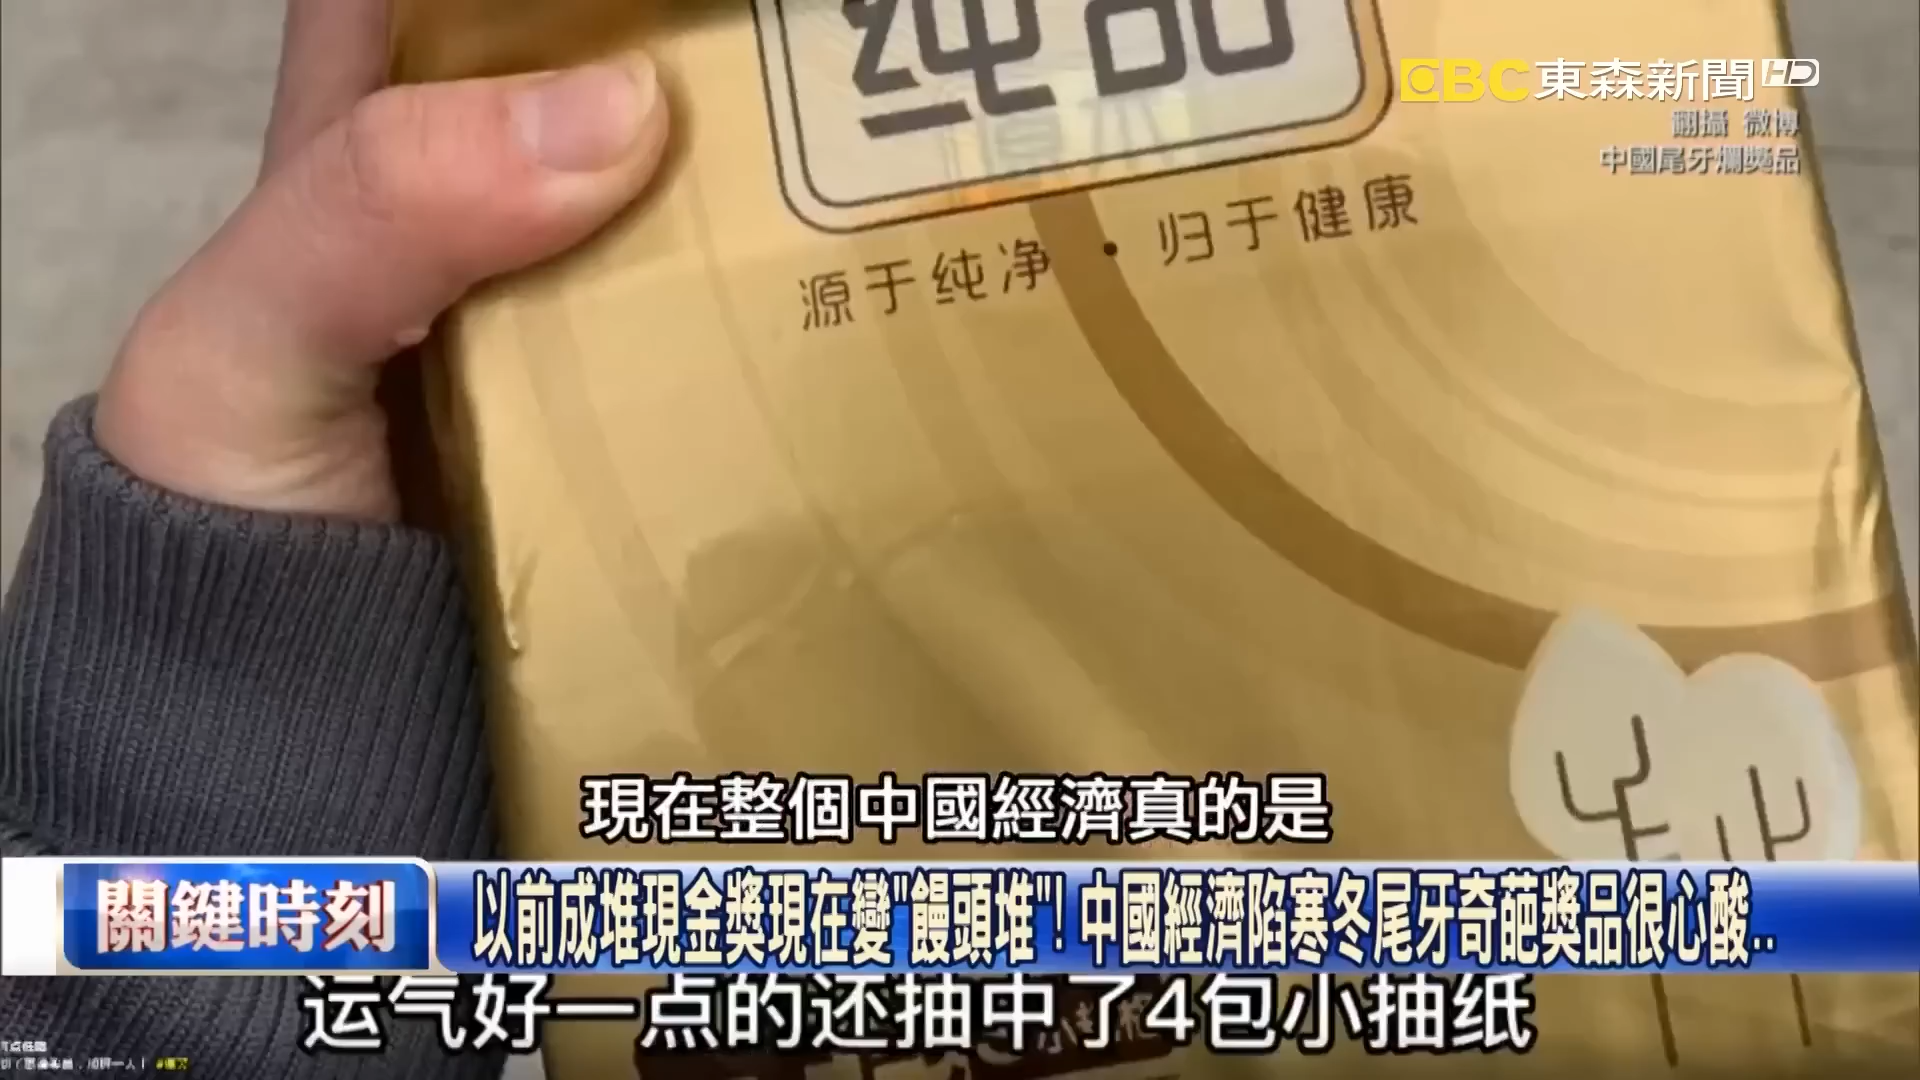 纯品
EBC東森新聞HD
翻攝 微博
中國尾牙爛獎品
源于纯净・归于健康
現在整個中國經濟真的是
關鍵時刻
以前成堆現金獎現在變"饅頭堆"! 中國經濟陷寒冬尾牙奇葩獎品很心酸..
运气好一点的还抽中了4包小抽纸